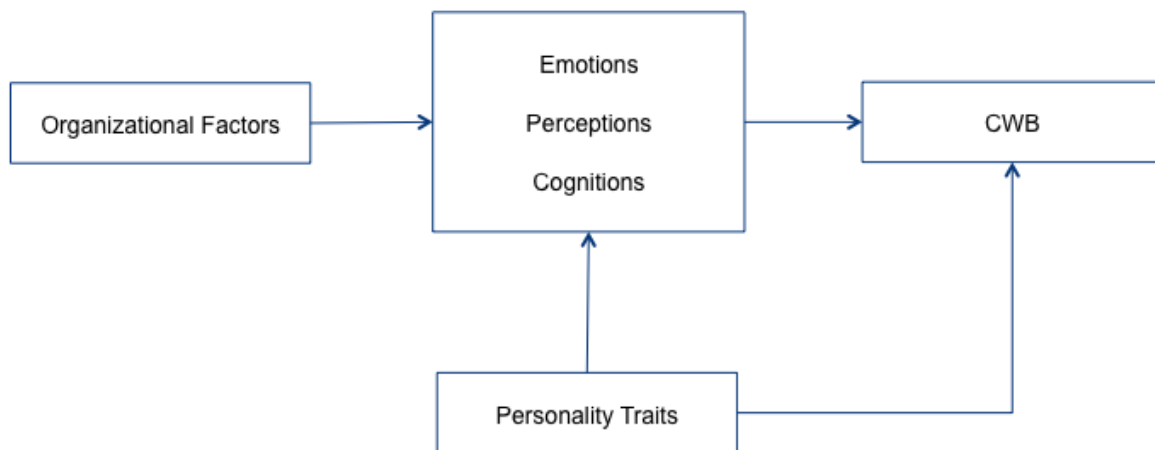 Organizational Factors
Emotions
Perceptions
Cognitions
CWB
Personality Traits